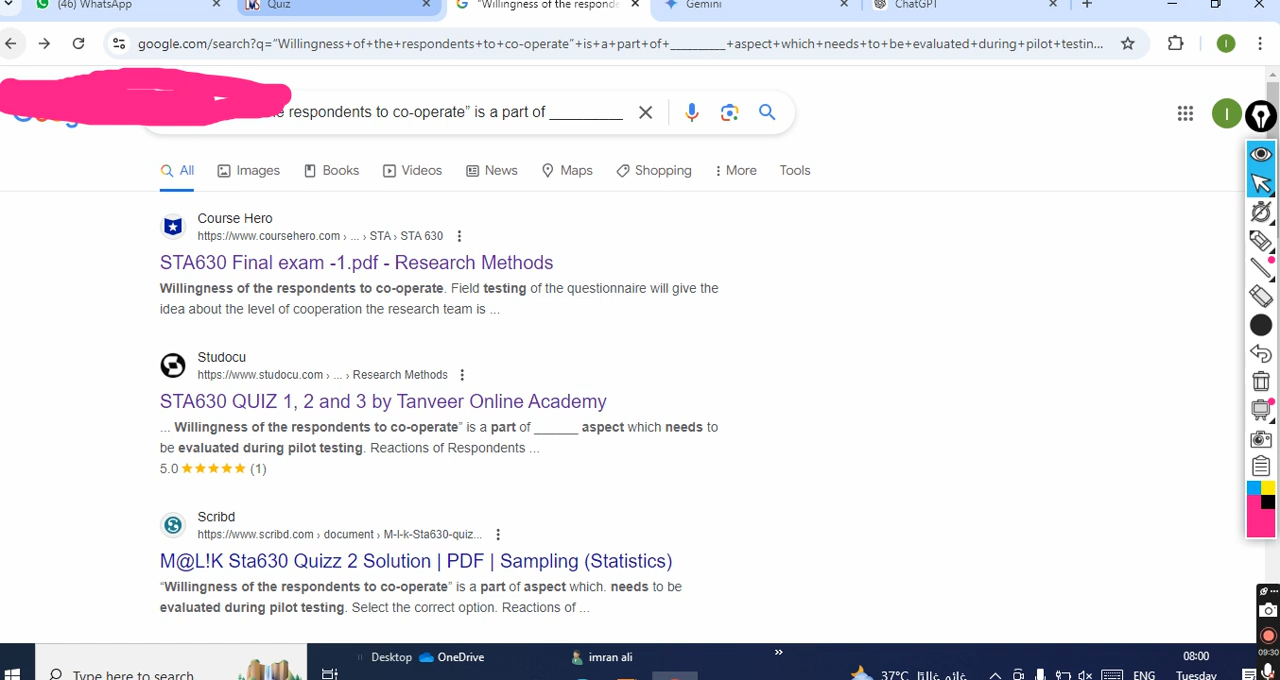 (46) WhatsApp
Quiz
"Willingness of the responde
Gemini
ChatGPT
google.com/search?q="Willingness+of+the+respondents+to+co-operate"+is+a+part+of+_________+aspect+which+needs+to+be+evaluated+during+pilot+testin...
respondents to co-operate" is a part of _________
All
Images
Books
Videos
News
Maps
Shopping
More
Tools
Course Hero
https://www.coursehero.com › ... › STA › STA 630
STA630 Final exam -1.pdf - Research Methods
Willingness of the respondents to co-operate. Field testing of the questionnaire will give the
idea about the level of cooperation the research team is ...
Studocu
https://www.studocu.com › ... › Research Methods
STA630 QUIZ 1, 2 and 3 by Tanveer Online Academy
... Willingness of the respondents to co-operate" is a part of ______ aspect which needs to
be evaluated during pilot testing. Reactions of Respondents ...
5.0 ★★★★★ (1)
Scribd
https://www.scribd.com › document › M-l-k-Sta630-quiz...
M@L!K Sta630 Quizz 2 Solution | PDF | Sampling (Statistics)
"Willingness of the respondents to co-operate" is a part of aspect which. needs to be
evaluated during pilot testing. Select the correct option. Reactions of ...
09:30
Type here to search
Desktop
OneDrive
imran ali
37°C
ENG
08:00
Tuesday